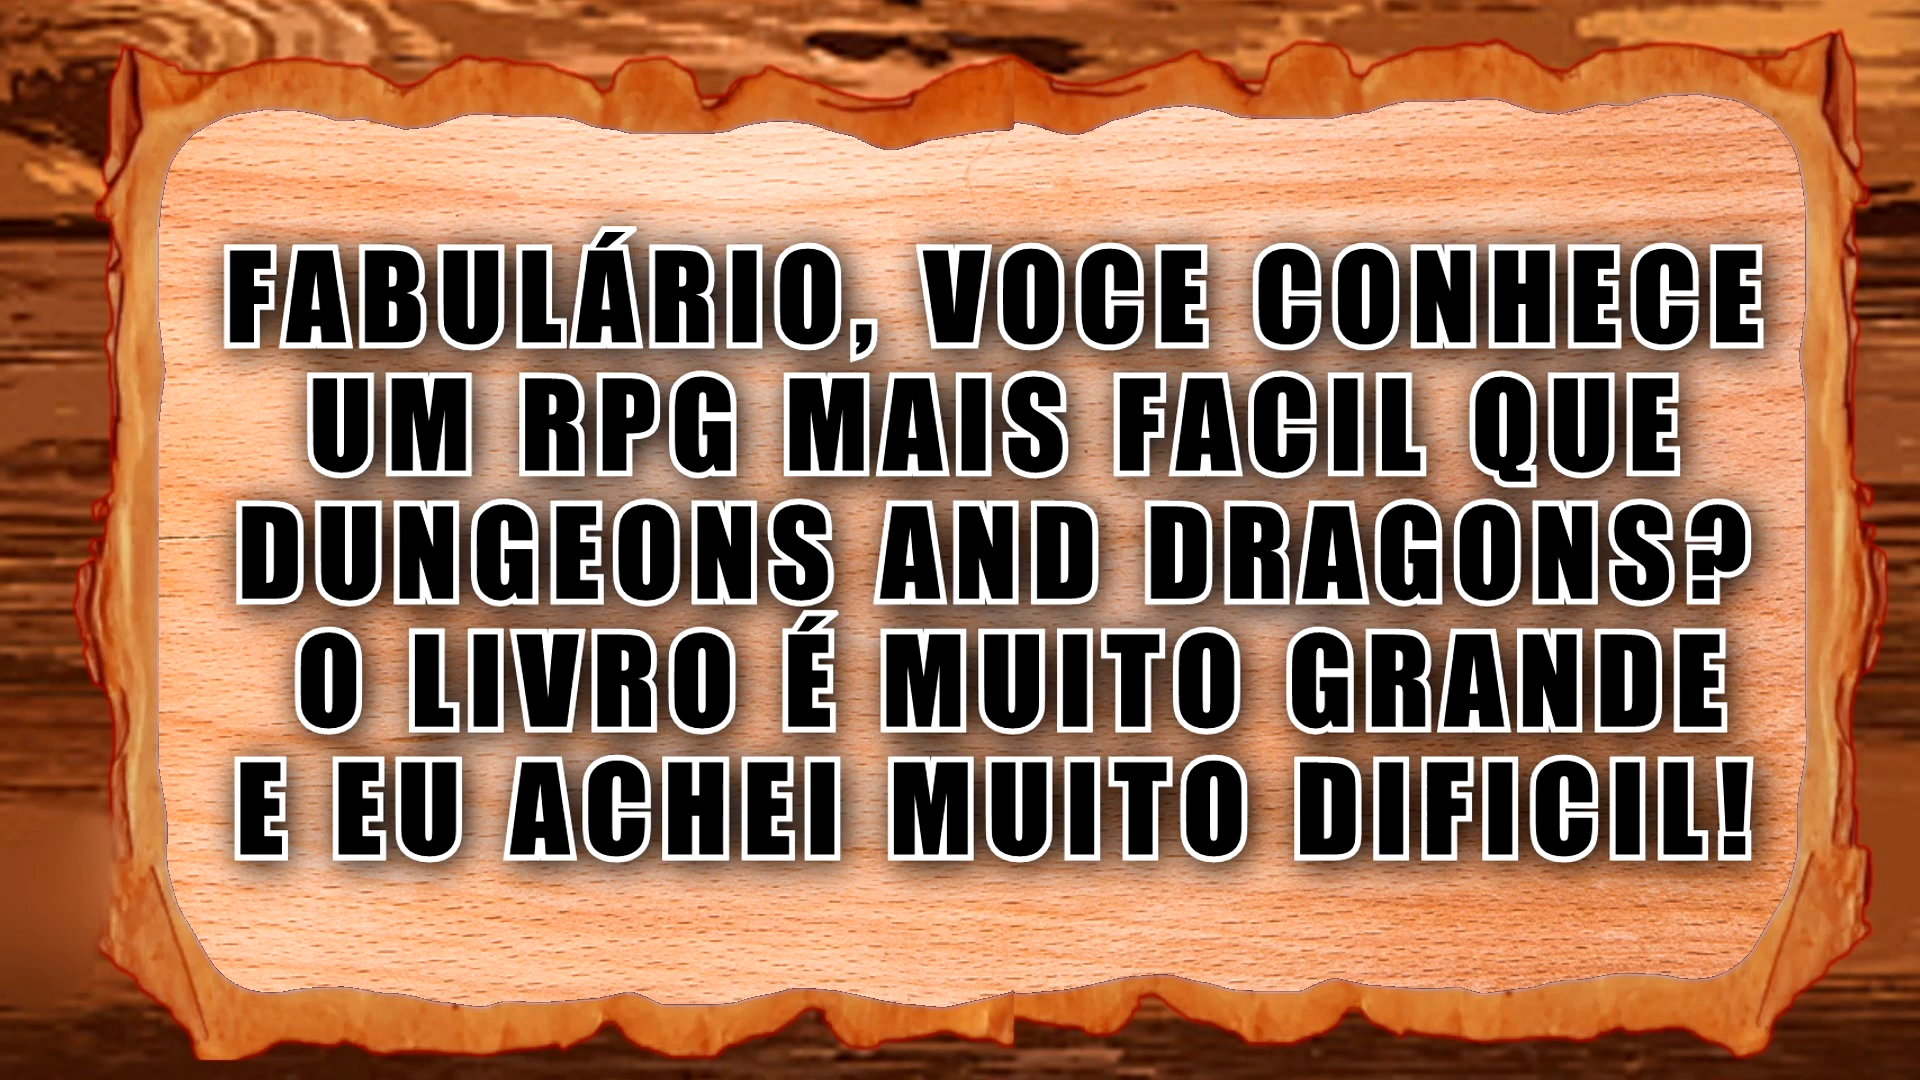 FABULÁRIO, VOCE CONHECE
UM RPG MAIS FACIL QUE
DUNGEONS AND DRAGONS?
O LIVRO É MUITO GRANDE
E EU ACHEI MUITO DIFICIL!